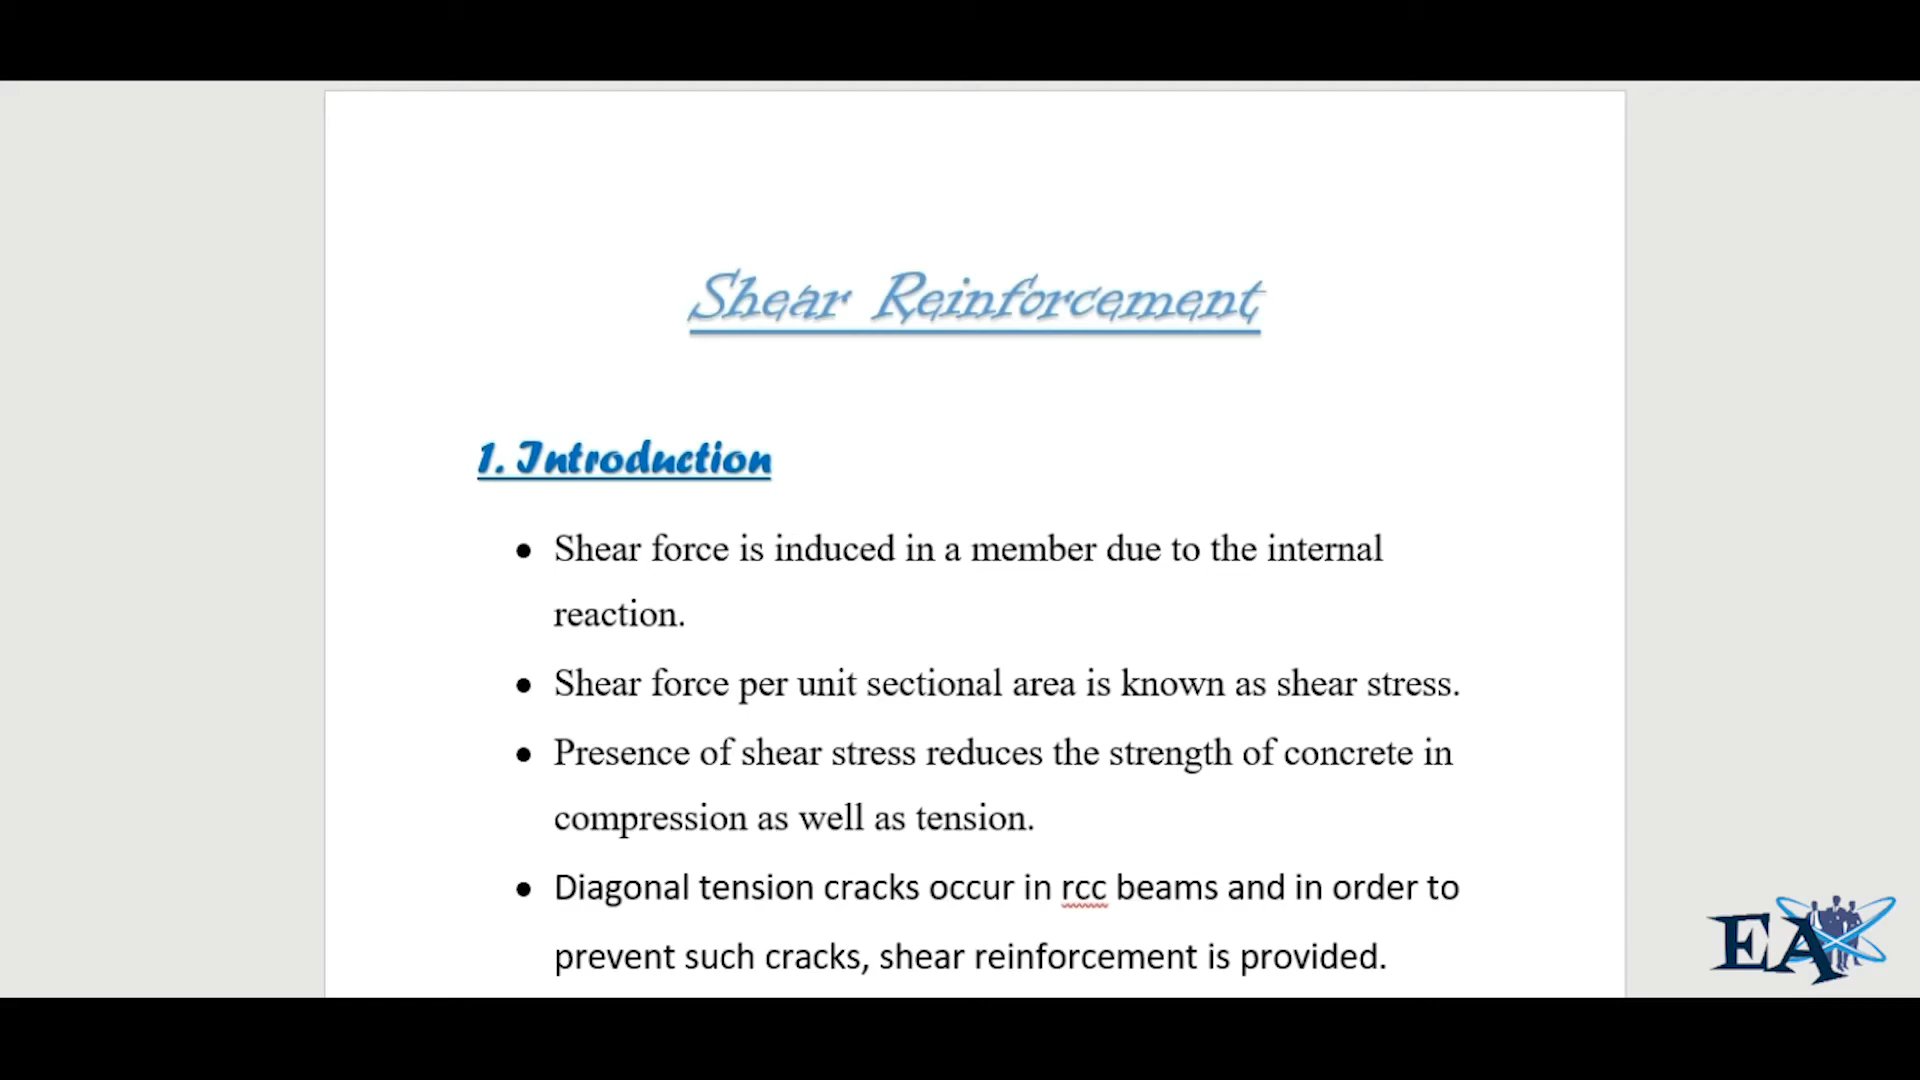 Shear Reinforcement
1. Introduction
• Shear force is induced in a member due to the internal
reaction.
• Shear force per unit sectional area is known as shear stress.
• Presence of shear stress reduces the strength of concrete in
compression as well as tension.
• Diagonal tension cracks occur in rcc beams and in order to
prevent such cracks, shear reinforcement is provided.
EA